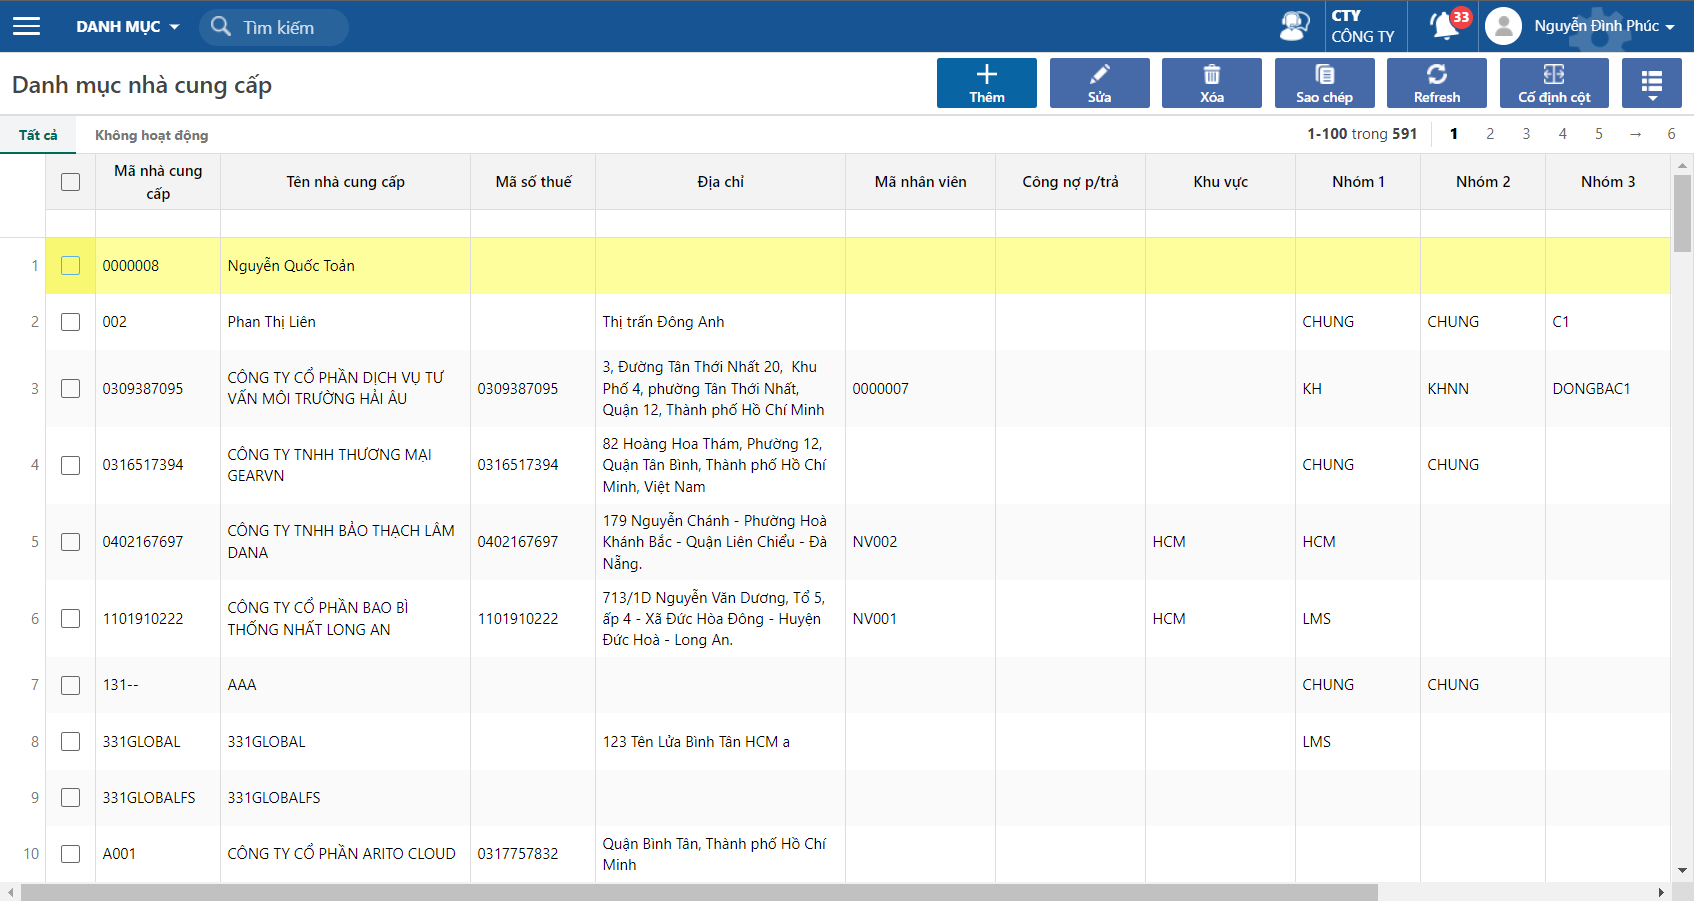 DANH MỤC
Tìm kiếm
CTY
CÔNG TY
33
Nguyễn Đình Phúc
Danh mục nhà cung cấp
Thêm
Sửa
Xóa
Sao chép
Refresh
Cố định cột
Tất cả
Không hoạt động
1-100 trong 591
1 2 3 4 5 → 6
Mã nhà cung
cấp
Tên nhà cung cấp
Mã số thuế
Địa chỉ
Mã nhân viên
Công nợ p/trả
Khu vực
Nhóm 1
Nhóm 2
Nhóm 3
1 0000008 Nguyễn Quốc Toản
2 002 Phan Thị Liên Thị trấn Đông Anh CHUNG CHUNG C1
3 0309387095
CÔNG TY CỔ PHẦN DỊCH VỤ TƯ
VẤN MÔI TRƯỜNG HẢI ÂU
0309387095
3, Đường Tân Thới Nhất 20, Khu
Phố 4, phường Tân Thới Nhất,
Quận 12, Thành phố Hồ Chí Minh
0000007 KH KHNN DONGBAC1
4 0316517394
CÔNG TY TNHH THƯƠNG MẠI
GEARVN
0316517394
82 Hoàng Hoa Thám, Phường 12,
Quận Tân Bình, Thành phố Hồ Chí
Minh, Việt Nam
CHUNG CHUNG
5 0402167697
CÔNG TY TNHH BẢO THẠCH LÂM
DANA
0402167697
179 Nguyễn Chánh - Phường Hoà
Khánh Bắc - Quận Liên Chiểu - Đà
Nẵng.
NV002 HCM HCM
6 1101910222
CÔNG TY CỔ PHẦN BAO BÌ
THỐNG NHẤT LONG AN
1101910222
713/1D Nguyễn Văn Dương, Tổ 5,
ấp 4 - Xã Đức Hòa Đông - Huyện
Đức Hoà - Long An.
NV001 HCM LMS
7 131-- AAA CHUNG CHUNG
8 331GLOBAL 331GLOBAL 123 Tên Lửa Bình Tân HCM a LMS
9 331GLOBALFS 331GLOBALFS
10 A001 CÔNG TY CỔ PHẦN ARITO CLOUD 0317757832
Quận Bình Tân, Thành phố Hồ Chí
Minh